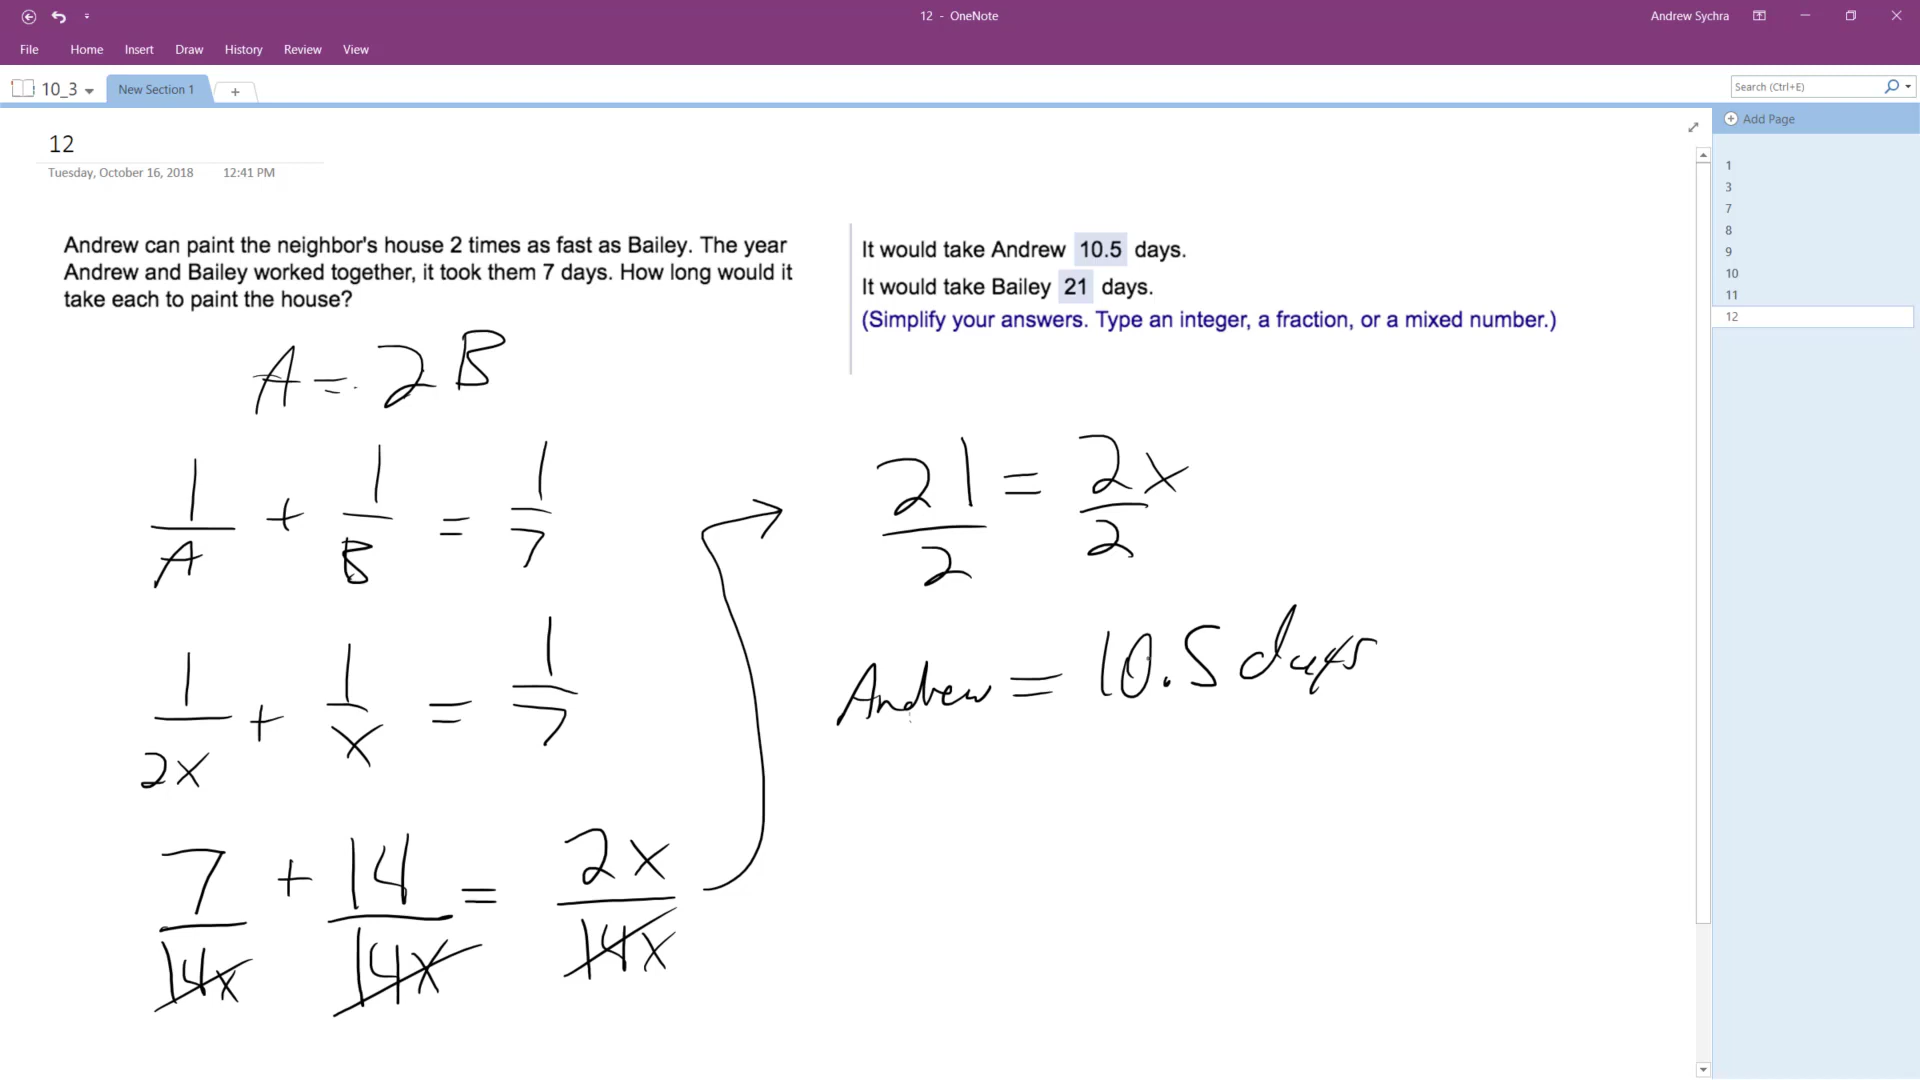 12 - OneNote
Andrew Sychra
File Home Insert Draw History Review View
10_3 New Section 1 +
Search (Ctrl+E)
Add Page
12
Tuesday, October 16, 2018 12:41 PM
1
3
7
8
9
10
11
12
Andrew can paint the neighbor's house 2 times as fast as Bailey. The year
Andrew and Bailey worked together, it took them 7 days. How long would it
take each to paint the house?
It would take Andrew 10.5 days.
It would take Bailey 21 days.
(Simplify your answers. Type an integer, a fraction, or a mixed number.)
A = 2B
1/A + 1/B = 1/7
1/2x + 1/x = 1/7
7/14x + 14/14x = 2x/14x
21/2 = 2x/2
Andrew = 10.5 days